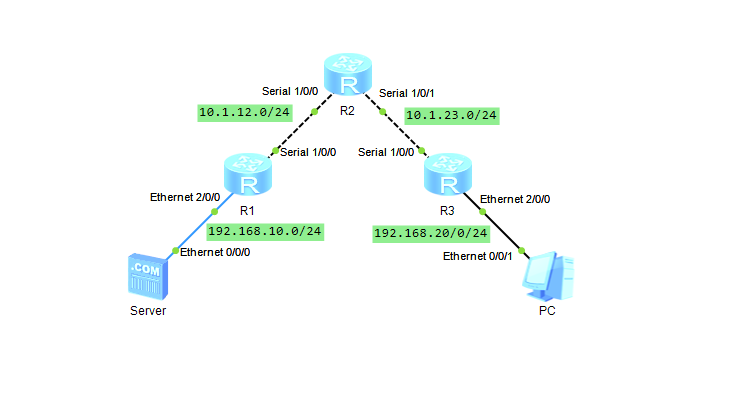 Serial 1/0/0
Serial 1/0/1
R
R2
10.1.12.0/24
10.1.23.0/24
Serial 1/0/0
Serial 1/0/0
R
R
Ethernet 2/0/0
Ethernet 2/0/0
R1
R3
192.168.10.0/24
192.168.20/0/24
Ethernet 0/0/0
Ethernet 0/0/1
.COM
Server
PC